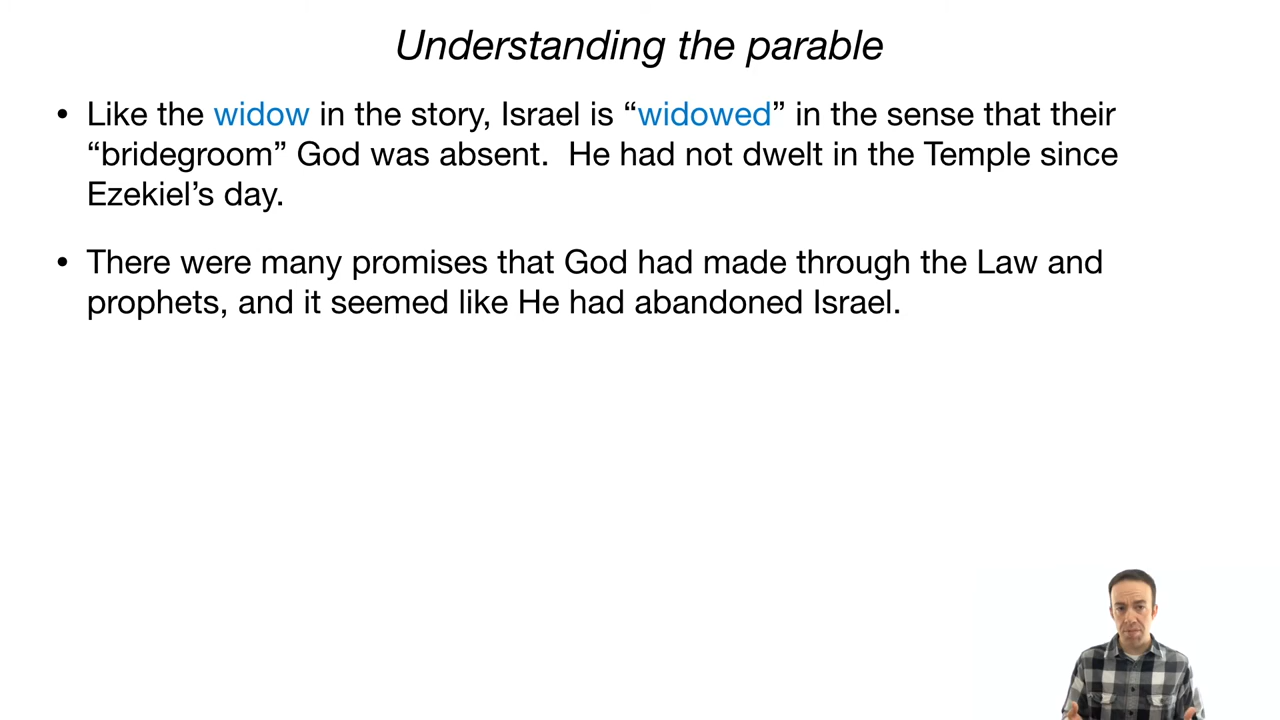 Understanding the parable
• Like the widow in the story, Israel is “widowed” in the sense that their
“bridegroom” God was absent.  He had not dwelt in the Temple since
Ezekiel’s day.
• There were many promises that God had made through the Law and
prophets, and it seemed like He had abandoned Israel.